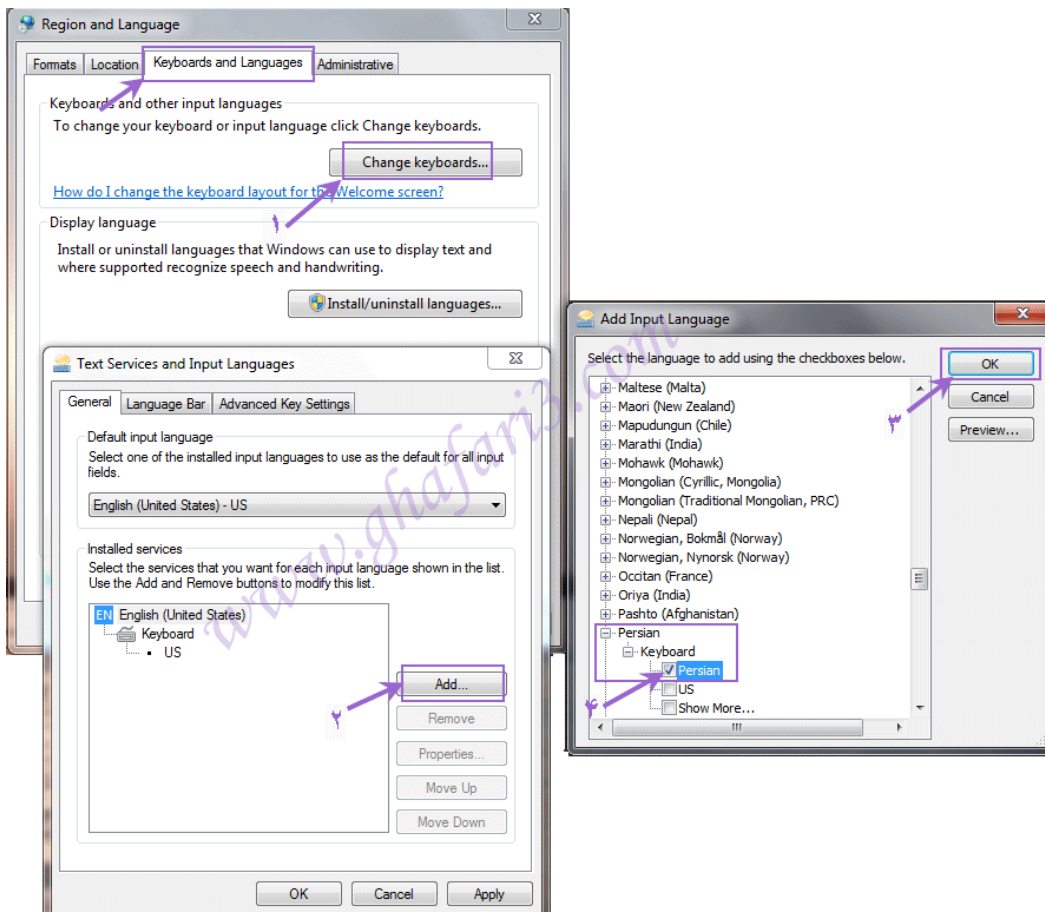 Region and Language
Formats Location Keyboards and Languages Administrative
Keyboards and other input languages
To change your keyboard or input language click Change keyboards.
Change keyboards...
How do I change the keyboard layout for the Welcome screen?
۱
Display language
Install or uninstall languages that Windows can use to display text and
where supported recognize speech and handwriting.
Install/uninstall languages...
Text Services and Input Languages
General Language Bar Advanced Key Settings
Default input language
Select one of the installed input languages to use as the default for all input
fields.
English (United States) - US
Installed services
Select the services that you want for each input language shown in the list.
Use the Add and Remove buttons to modify this list.
EN English (United States)
Keyboard
US
Add...
۲
Remove
Properties...
Move Up
Move Down
OK Cancel Apply
Add Input Language
Select the language to add using the checkboxes below.
OK
Cancel
Preview...
۳
Maltese (Malta)
Maori (New Zealand)
Mapudungun (Chile)
Marathi (India)
Mohawk (Mohawk)
Mongolian (Cyrillic, Mongolia)
Mongolian (Traditional Mongolian, PRC)
Nepali (Nepal)
Norwegian, Bokmål (Norway)
Norwegian, Nynorsk (Norway)
Occitan (France)
Oriya (India)
Pashto (Afghanistan)
Persian
Keyboard
Persian
۴
US
Show More...
www.ghafari3.com